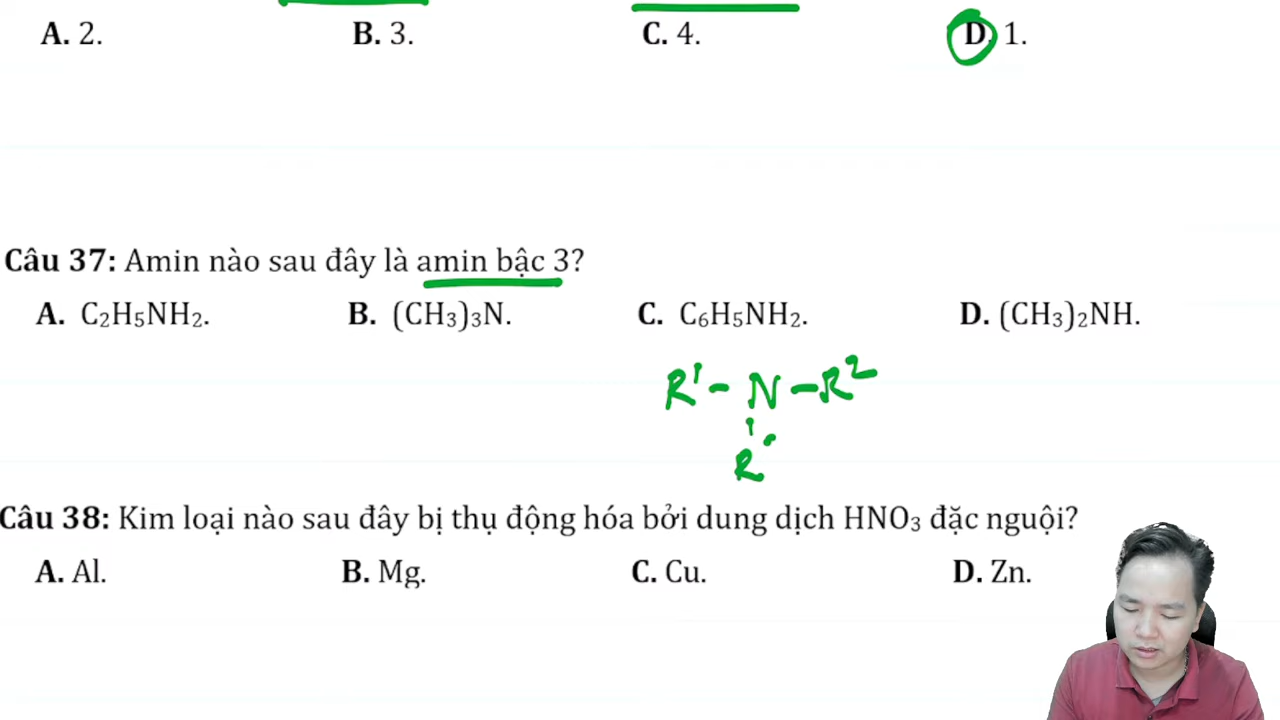 A. 2. B. 3. C. 4. D. 1.
Câu 37: Amin nào sau đây là amin bậc 3?
A. C₂H₅NH₂. B. (CH₃)₃N. C. C₆H₅NH₂. D. (CH₃)₂NH.
R¹ – N – R²
R
Câu 38: Kim loại nào sau đây bị thụ động hóa bởi dung dịch HNO₃ đặc nguội?
A. Al. B. Mg. C. Cu. D. Zn.